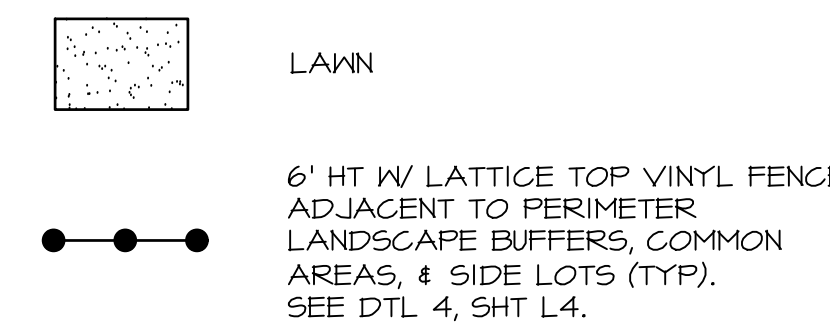 LAWN
6' HT W/ LATTICE TOP VINYL FENCE
ADJACENT TO PERIMETER
LANDSCAPE BUFFERS, COMMON
AREAS, & SIDE LOTS (TYP).
SEE DTL 4, SHT L4.